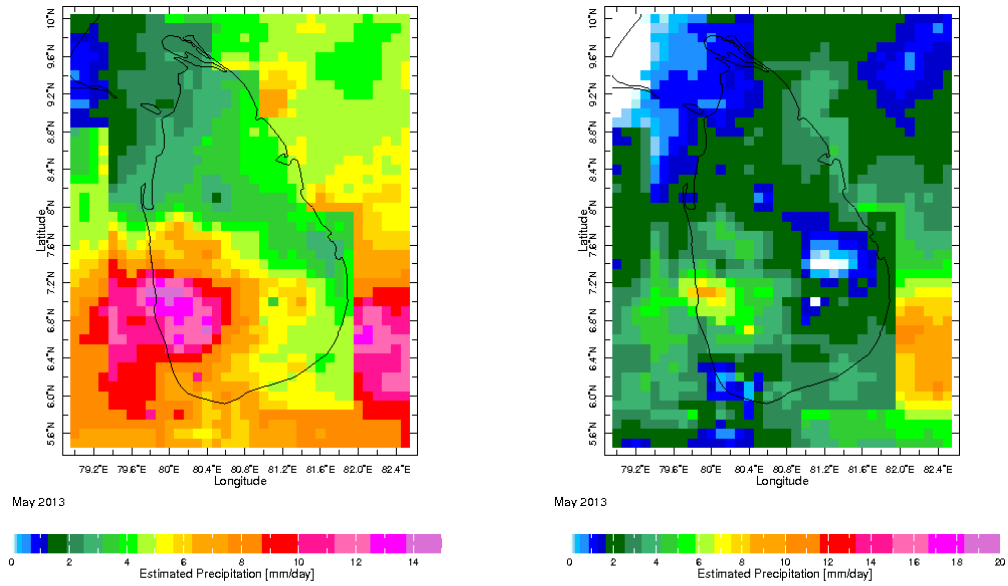 10°N
9.6°N
9.2°N
8.8°N
8.4°N
8°N
7.6°N
7.2°N
6.8°N
6.4°N
6.0°N
5.6°N
Latitude
79.2°E 79.6°E 80°E 80.4°E 80.8°E 81.2°E 81.6°E 82.0°E 82.4°E
Longitude
May 2013
0 2 4 6 8 10 12 14
Estimated Precipitation [mm/day]
10°N
9.6°N
9.2°N
8.8°N
8.4°N
8°N
7.6°N
7.2°N
6.8°N
6.4°N
6.0°N
5.6°N
Latitude
79.2°E 79.6°E 80°E 80.4°E 80.8°E 81.2°E 81.6°E 82.0°E 82.4°E
Longitude
May 2013
0 2 4 6 8 10 12 14 16 18 20
Estimated Precipitation [mm/day]